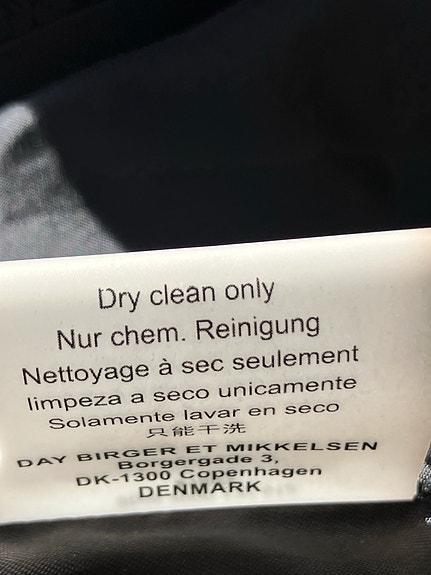 Dry clean only
Nur chem. Reinigung
Nettoyage à sec seulement
limpeza a seco unicamente
Solamente lavar en seco
只能干洗
DAY BIRGER ET MIKKELSEN
Borgergade 3,
DK-1300 Copenhagen
DENMARK